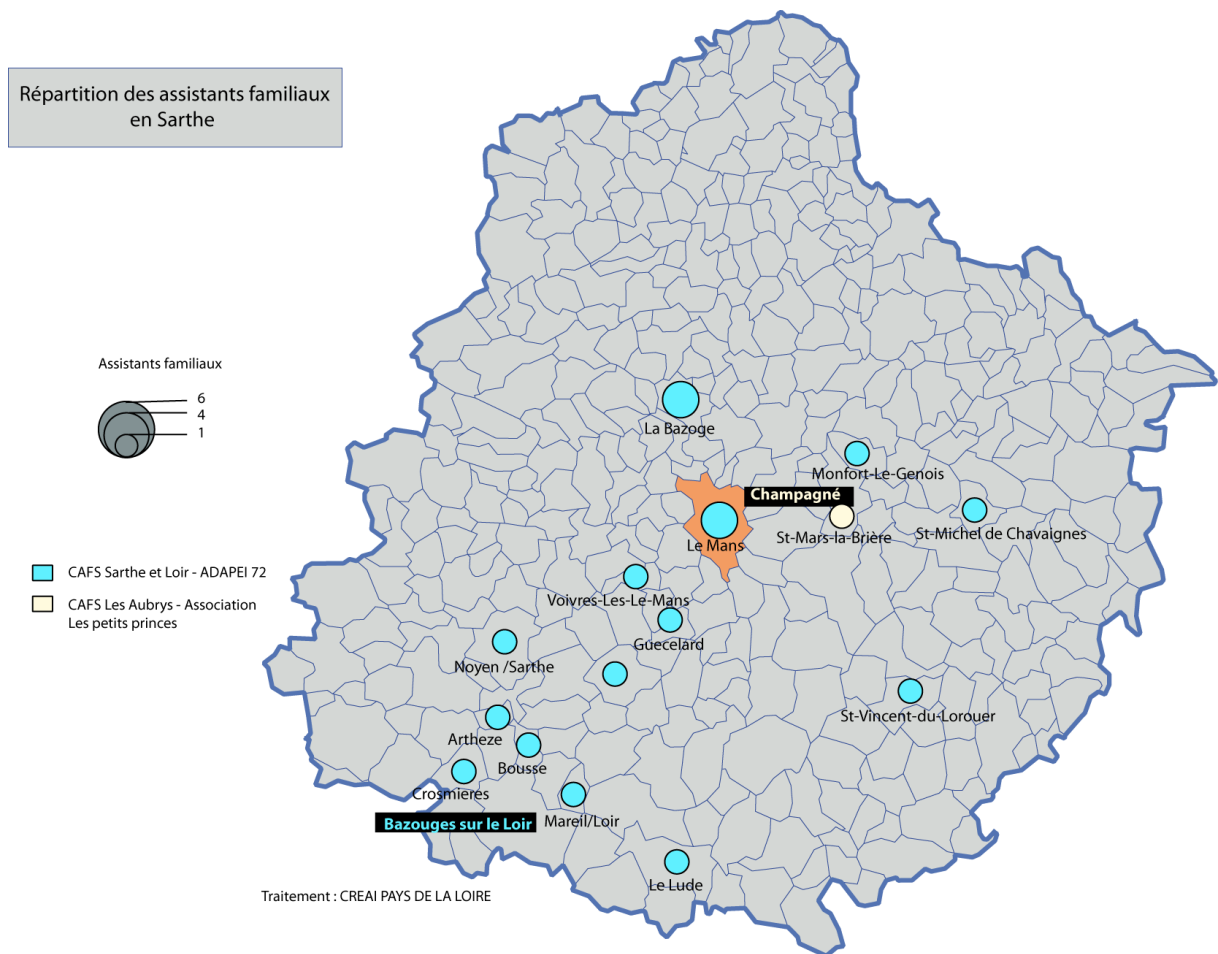 Répartition des assistants familiaux
en Sarthe
Assistants familiaux
6
4
1
La Bazoge
Monfort-Le-Genois
Champagné
St-Mars-la-Brière
St-Michel de Chavaignes
Le Mans
CAFS Sarthe et Loir - ADAPEI 72
CAFS Les Aubrys - Association
Les petits princes
Voivres-Les-Le-Mans
Guecelard
Noyen /Sarthe
St-Vincent-du-Lorouer
Artheze
Bousse
Crosmieres
Mareil/Loir
Bazouges sur le Loir
Le Lude
Traitement : CREAI PAYS DE LA LOIRE